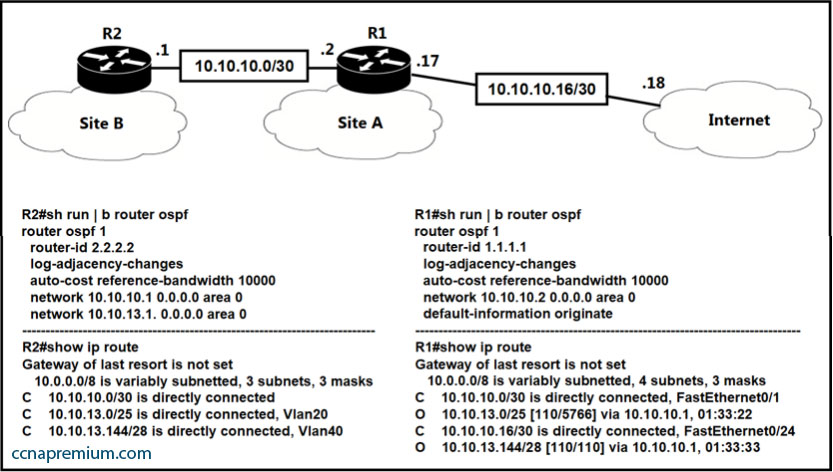 R2
R1
.1
10.10.10.0/30
.2
.17
10.10.10.16/30
.18
Site B
Site A
Internet
R2#sh run | b router ospf
router ospf 1
router-id 2.2.2.2
log-adjacency-changes
auto-cost reference-bandwidth 10000
network 10.10.10.1 0.0.0.0 area 0
network 10.10.13.1. 0.0.0.0 area 0
R2#show ip route
Gateway of last resort is not set
10.0.0.0/8 is variably subnetted, 3 subnets, 3 masks
C 10.10.10.0/30 is directly connected
C 10.10.13.0/25 is directly connected, Vlan20
C 10.10.13.144/28 is directly connected, Vlan40
R1#sh run | b router ospf
router ospf 1
router-id 1.1.1.1
log-adjacency-changes
auto-cost reference-bandwidth 10000
network 10.10.10.2 0.0.0.0 area 0
default-information originate
R1#show ip route
Gateway of last resort is not set
10.0.0.0/8 is variably subnetted, 4 subnets, 3 masks
C 10.10.10.0/30 is directly connected, FastEthernet0/1
O 10.10.13.0/25 [110/5766] via 10.10.10.1, 01:33:22
C 10.10.10.16/30 is directly connected, FastEthernet0/24
O 10.10.13.144/28 [110/110] via 10.10.10.1, 01:33:33
ccnapremium.com